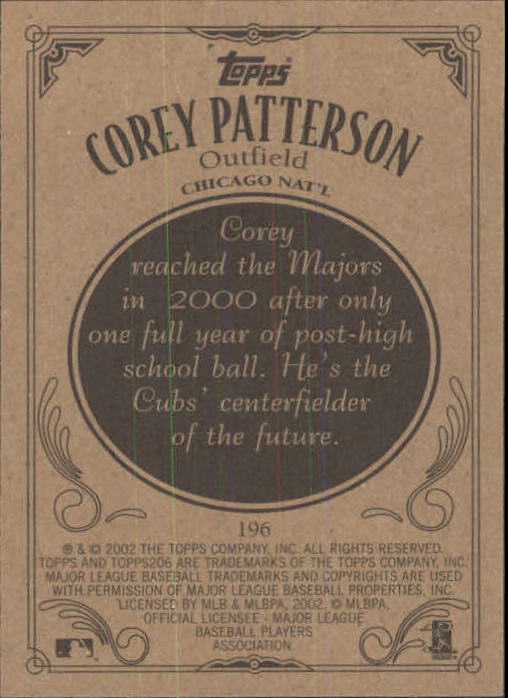 Topps
COREY PATTERSON
Outfield
CHICAGO NAT'L
Corey
reached the Majors
in 2000 after only
one full year of post-high
school ball. He's the
Cubs' centerfielder
of the future.
196
® & © 2002 THE TOPPS COMPANY, INC. ALL RIGHTS RESERVED.
TOPPS AND TOPPS206 ARE TRADEMARKS OF THE TOPPS COMPANY, INC.
MAJOR LEAGUE BASEBALL TRADEMARKS AND COPYRIGHTS ARE USED
WITH PERMISSION OF MAJOR LEAGUE BASEBALL PROPERTIES, INC.
LICENSED BY MLB & MLBPA, 2002. © MLBPA.
OFFICIAL LICENSEE - MAJOR LEAGUE
BASEBALL PLAYERS
ASSOCIATION.